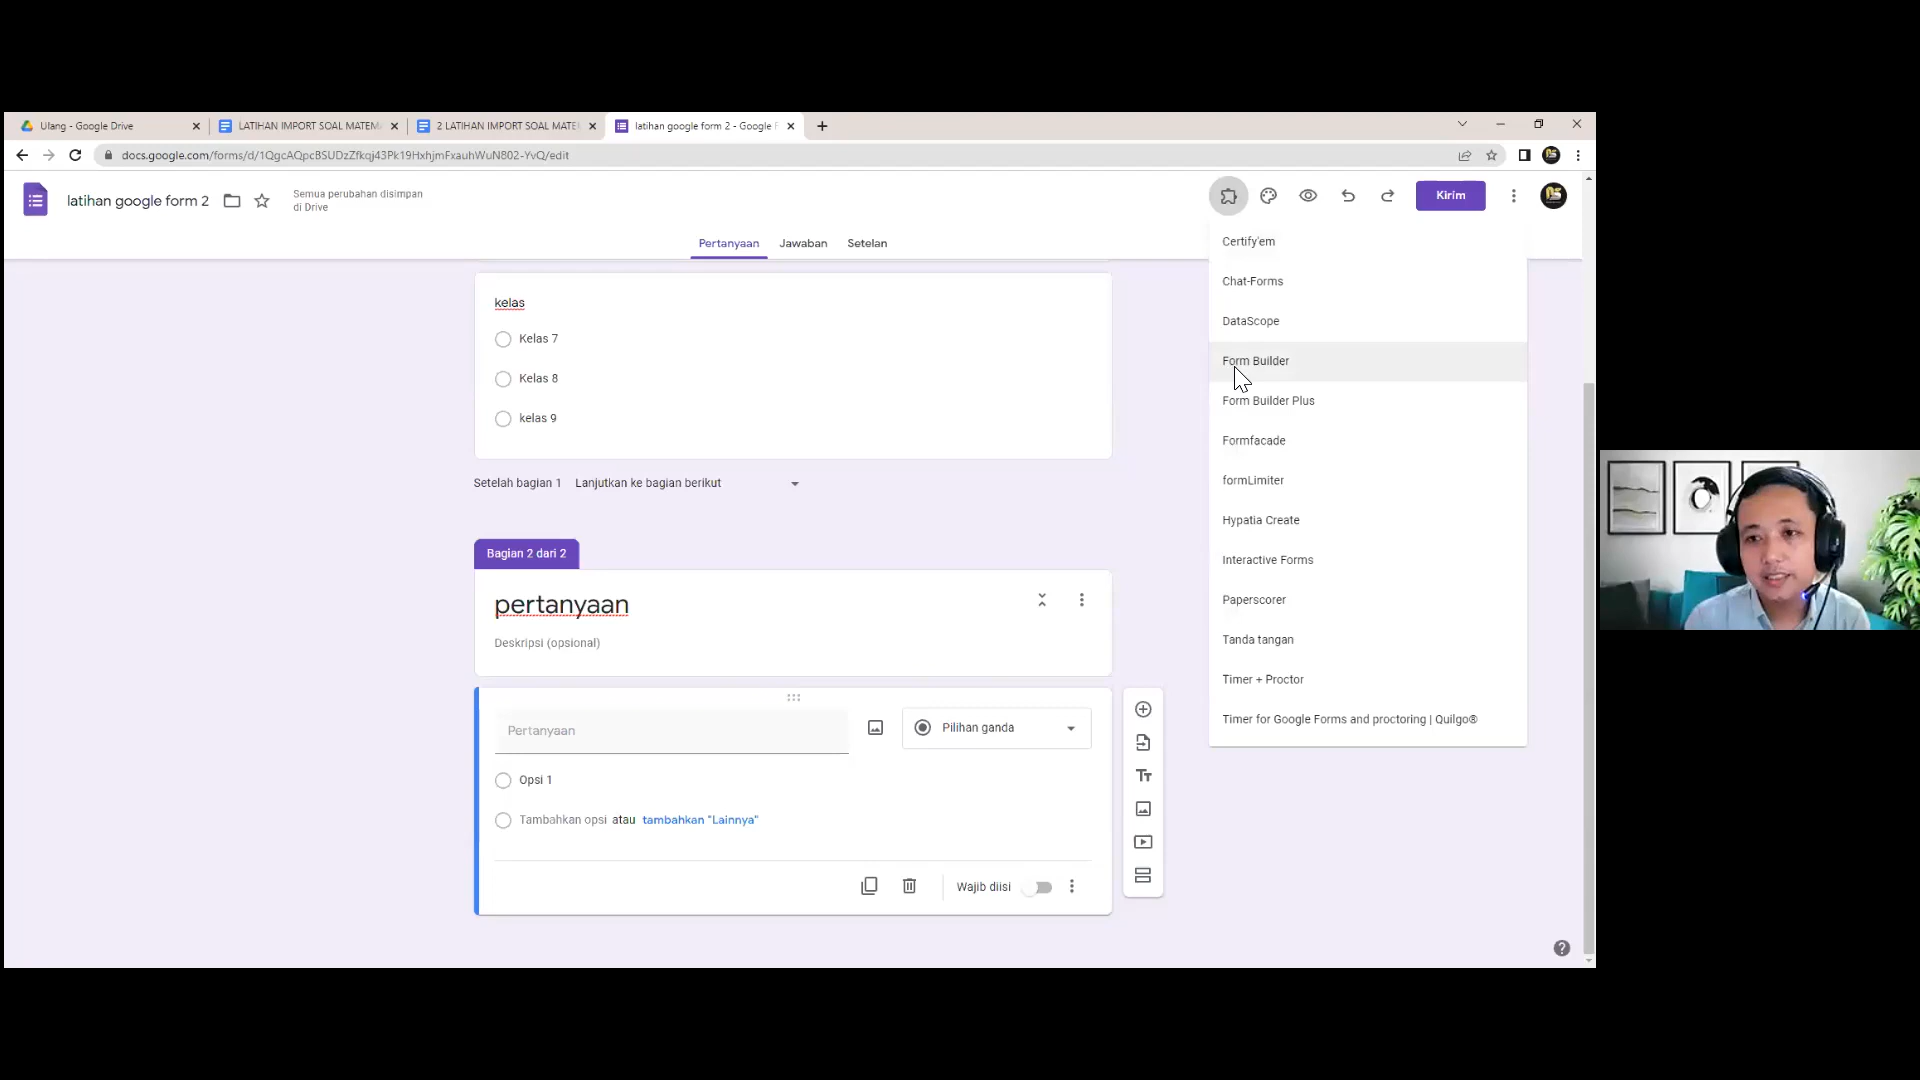 Ulang - Google Drive
LATIHAN IMPORT SOAL MATEM
2 LATIHAN IMPORT SOAL MATE
latihan google form 2 - Google F
docs.google.com/forms/d/1QgcAQpcBSUDzZfkqj43Pk19HxhjmFxauhWuN802-YvQ/edit
latihan google form 2
Semua perubahan disimpan
di Drive
Kirim
Pertanyaan
Jawaban
Setelan
kelas
Kelas 7
Kelas 8
kelas 9
Setelah bagian 1 Lanjutkan ke bagian berikut
Bagian 2 dari 2
pertanyaan
Deskripsi (opsional)
Pertanyaan
Pilihan ganda
Opsi 1
Tambahkan opsi atau tambahkan "Lainnya"
Wajib diisi
Certify'em
Chat-Forms
DataScope
Form Builder
Form Builder Plus
Formfacade
formLimiter
Hypatia Create
Interactive Forms
Paperscorer
Tanda tangan
Timer + Proctor
Timer for Google Forms and proctoring | Quilgo®